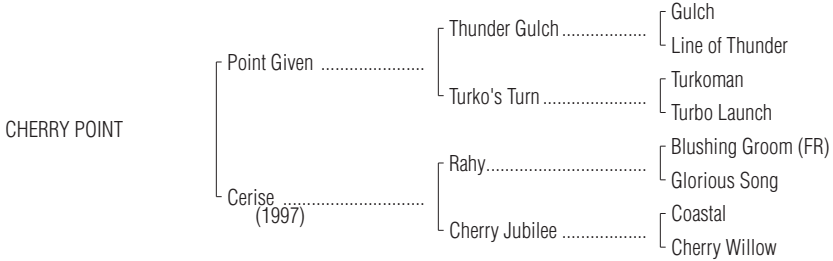 Gulch
Thunder Gulch ..................
Line of Thunder
Point Given ......................
Turkoman
Turko's Turn ......................
Turbo Launch
CHERRY POINT
Blushing Groom (FR)
Rahy..................................
Glorious Song
Cerise ..............................
(1997)
Coastal
Cherry Jubilee ..................
Cherry Willow